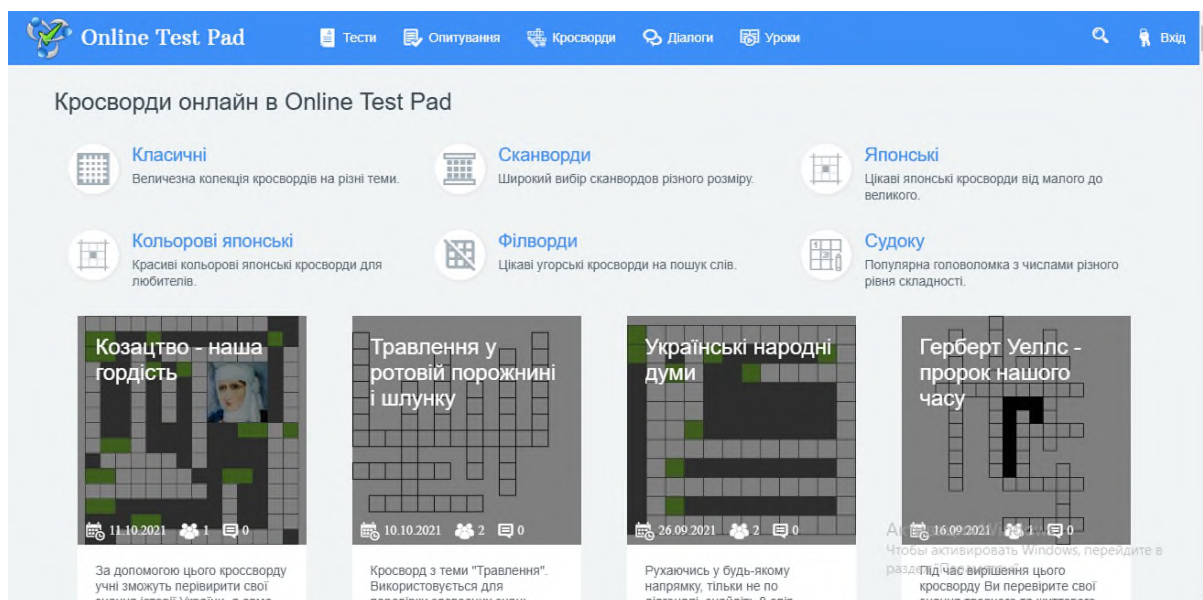 Online Test Pad
Тести
Опитування
Кросворди
Діалоги
Уроки
Вхід
Кросворди онлайн в Online Test Pad
Класичні
Величезна колекція кросвордів на різні теми.
Сканворди
Широкий вибір сканвордов різного розміру.
Японські
Цікаві японські кросворди від малого до
великого.
Кольорові японські
Красиві кольорові японські кросворди для
любителів.
Філворди
Цікаві угорські кросворди на пошук слів.
Судоку
Популярна головоломка з числами різного
рівня складності.
Козацтво - наша
гордість
11.10.2021 1 0
За допомогою цього кроссворду
учні зможуть перівирити свої
Травлення у
ротовій порожнині
і шлунку
10.10.2021 2 0
Кросворд з теми "Травлення".
Використовується для
Українські народні
думи
26.09.2021 2 0
Рухаючись у будь-якому
напрямку, тільки не по
Герберт Уеллс -
пророк нашого
часу
16.09.2021 1 0
Під час вирішення цього
кросворду Ви перевірите свої
Чтобы активировать Windows, перейдите в